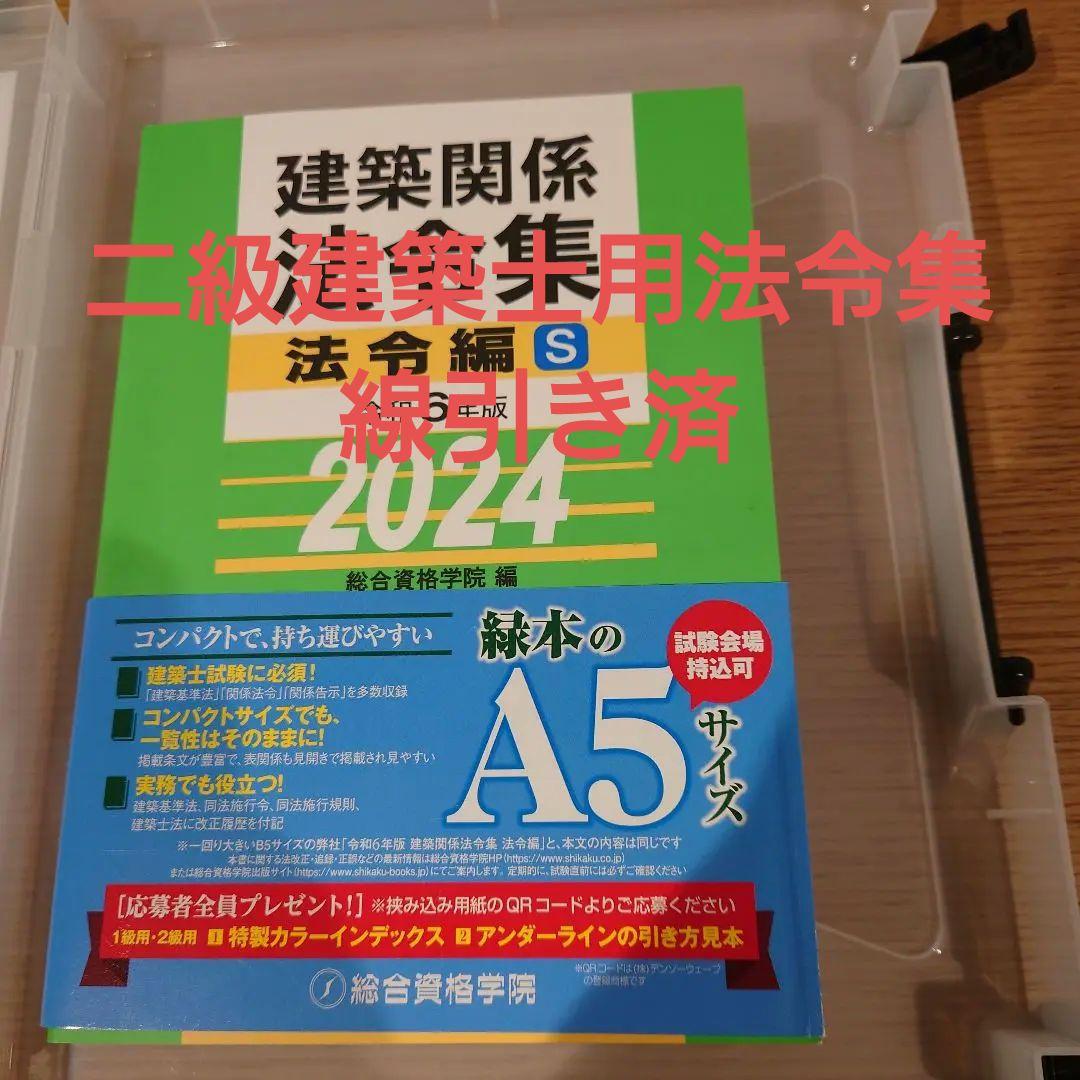 建築関係
法令集
二級建築士用法令集
法令編 S
線引き済
令和6年版
2024
総合資格学院 編
コンパクトで、持ち運びやすい
建築士試験に必須!
「建築基準法」「関係法令」「関係告示」を多数収録
コンパクトサイズでも、
一覧性はそのままに!
掲載条文が豊富で、表関係も見開きで掲載され見やすい
実務でも役立つ!
建築基準法、同法施行令、同法施行規則、
建築士法に改正履歴を付記
緑本の
A5
サイズ
試験会場
持込可
※一回り大きいB5サイズの弊社「令和6年版 建築関係法令集 法令編」と、本文の内容は同じです
本書に関する法改正・追録・正誤などの最新情報は総合資格学院HP(https://www.shikaku.co.jp)
または総合資格学院出版サイト(https://www.shikaku-books.jp)にてご案内します。定期的に、試験直前には必ずご確認ください
[応募者全員プレゼント!] ※挟み込み用紙のQRコードよりご応募ください
1級用・2級用 1 特製カラーインデックス 2 アンダーラインの引き方見本
※QRコードは(株)デンソーウェーブ
の登録商標です
総合資格学院